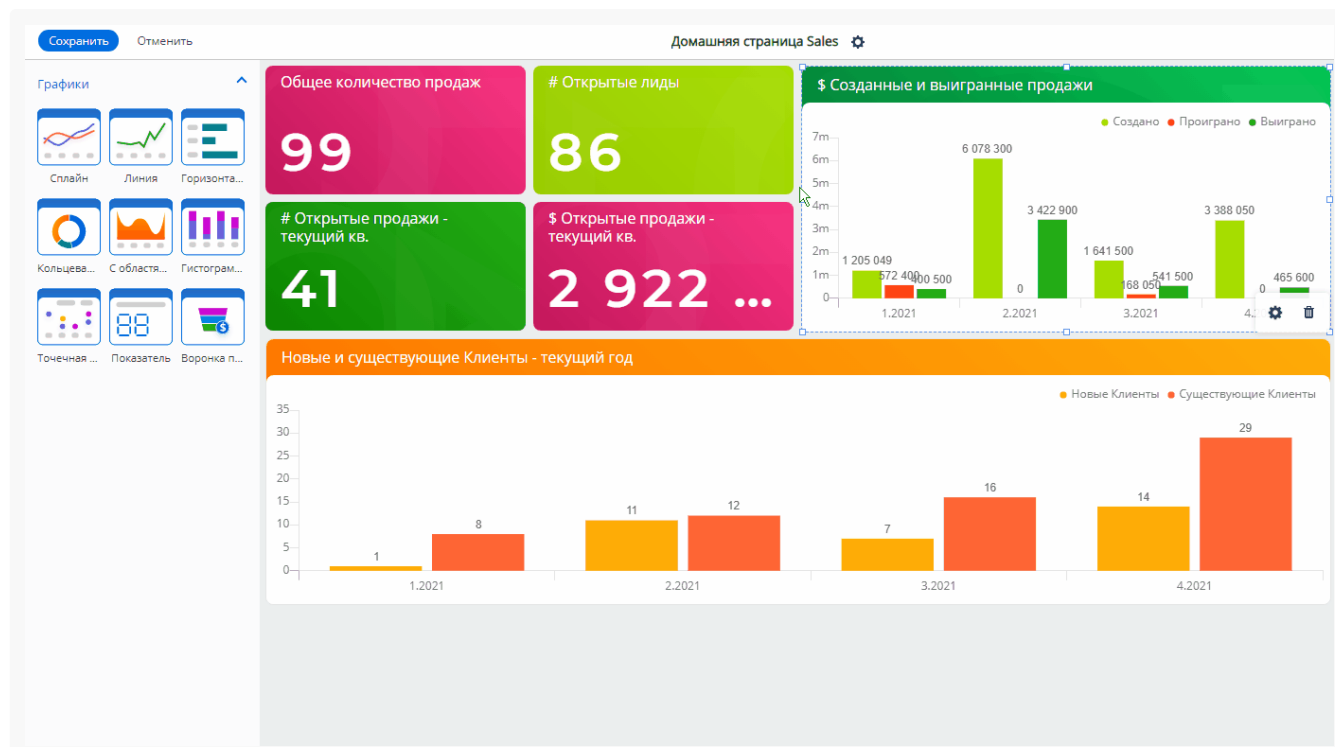 Сохранить Отменить Домашняя страница Sales
Графики
Сплайн Линия Горизонта...
Кольцева... С областя... Гистограм...
Точечная ... Показатель Воронка п...
Общее количество продаж
99
# Открытые лиды
86
# Открытые продажи -
текущий кв.
41
$ Открытые продажи -
текущий кв.
2 922 ...
$ Созданные и выигранные продажи
Создано Проиграно Выиграно
7m
6m
5m
4m
3m
2m
1m
0
1 205 049
572 400
400 500
6 078 300
0
3 422 900
1 641 500
168 050
541 500
3 388 050
0
465 600
1.2021 2.2021 3.2021 4.
Новые и существующие Клиенты - текущий год
Новые Клиенты Существующие Клиенты
35
30
25
20
15
10
5
0
1 8 11 12 7 16 14 29
1.2021 2.2021 3.2021 4.2021